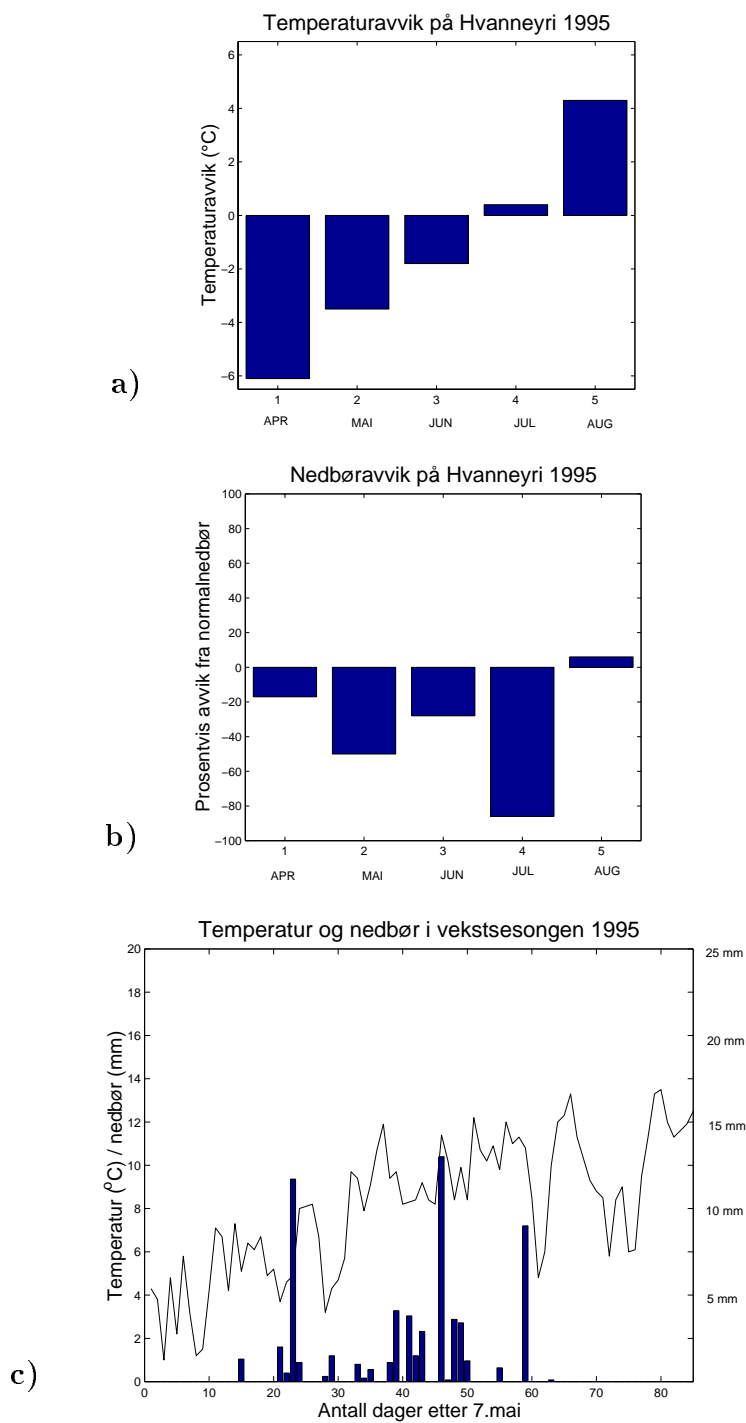 Temperaturavvik på Hvanneyri 1995
Temperaturavvik (°C)
6
4
2
0
−2
−4
−6
1 2 3 4 5
APR MAI JUN JUL AUG
a)
Nedbøravvik på Hvanneyri 1995
Prosentvis avvik fra normalnedbør
100
80
60
40
20
0
−20
−40
−60
−80
−100
1 2 3 4 5
APR MAI JUN JUL AUG
b)
Temperatur og nedbør i vekstsesongen 1995
Temperatur (⁰C) / nedbør (mm)
20
18
16
14
12
10
8
6
4
2
0
25 mm
20 mm
15 mm
10 mm
5 mm
0 10 20 30 40 50 60 70 80
Antall dager etter 7.mai
c)